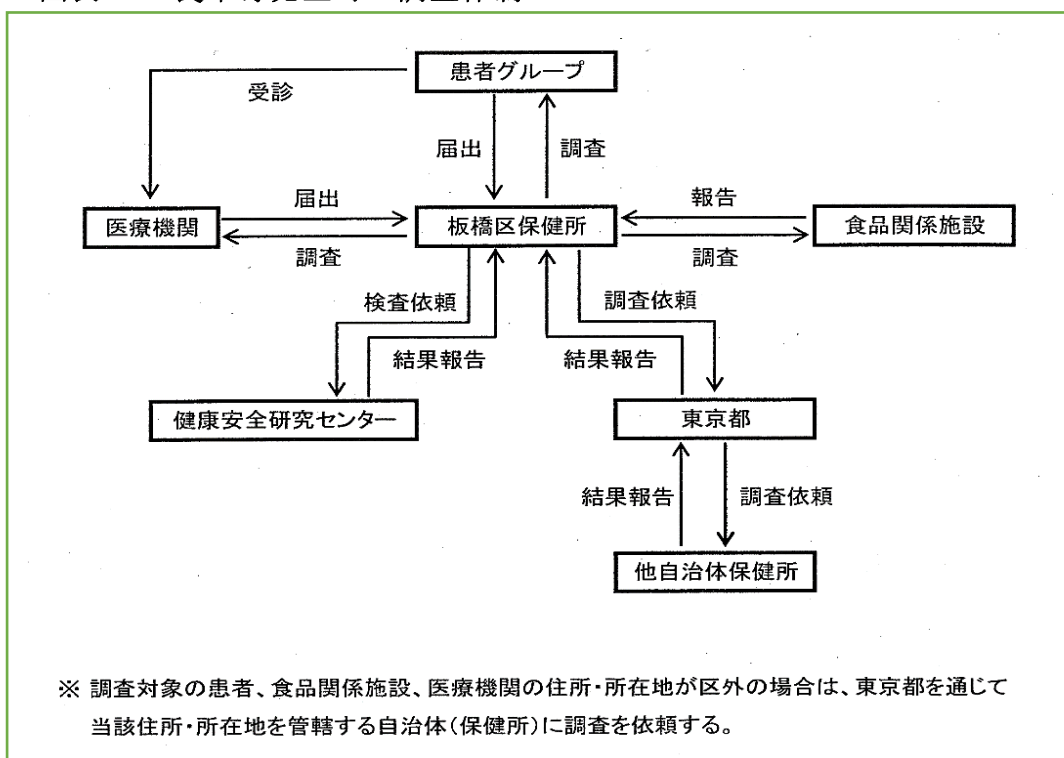 患者グループ
受診
届出
調査
届出
報告
医療機関
板橋区保健所
食品関係施設
調査
調査
検査依頼
調査依頼
結果報告
結果報告
健康安全研究センター
東京都
結果報告
調査依頼
他自治体保健所
※ 調査対象の患者、食品関係施設、医療機関の住所・所在地が区外の場合は、東京都を通じて
当該住所・所在地を管轄する自治体(保健所)に調査を依頼する。